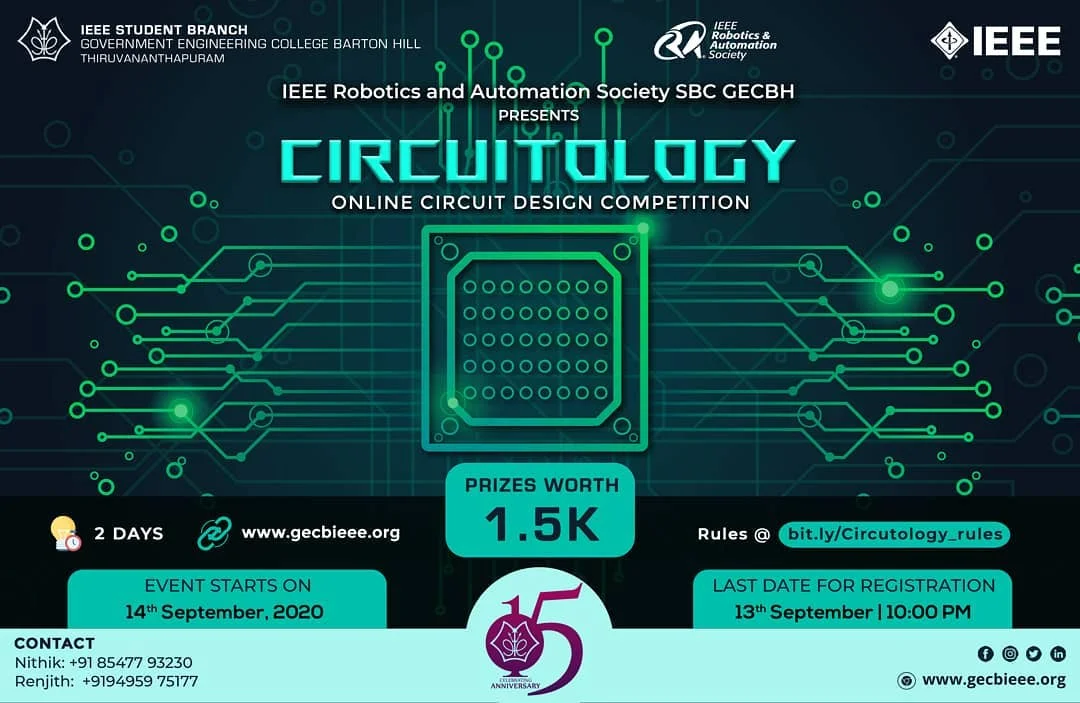 IEEE STUDENT BRANCH
GOVERNMENT ENGINEERING COLLEGE BARTON HILL
THIRUVANANTHAPURAM
RA
IEEE
Robotics &
Automation
Society
IEEE
IEEE Robotics and Automation Society SBC GECBH
PRESENTS
CIRCUITOLOGY
ONLINE CIRCUIT DESIGN COMPETITION
PRIZES WORTH
1.5K
2 DAYS
www.gecbieee.org
Rules @ bit.ly/Circutology_rules
EVENT STARTS ON
14th September, 2020
LAST DATE FOR REGISTRATION
13th September | 10:00 PM
15
CELEBRATING
ANNIVERSARY
CONTACT
Nithik: +91 85477 93230
Renjith: +9194959 75177
www.gecbieee.org